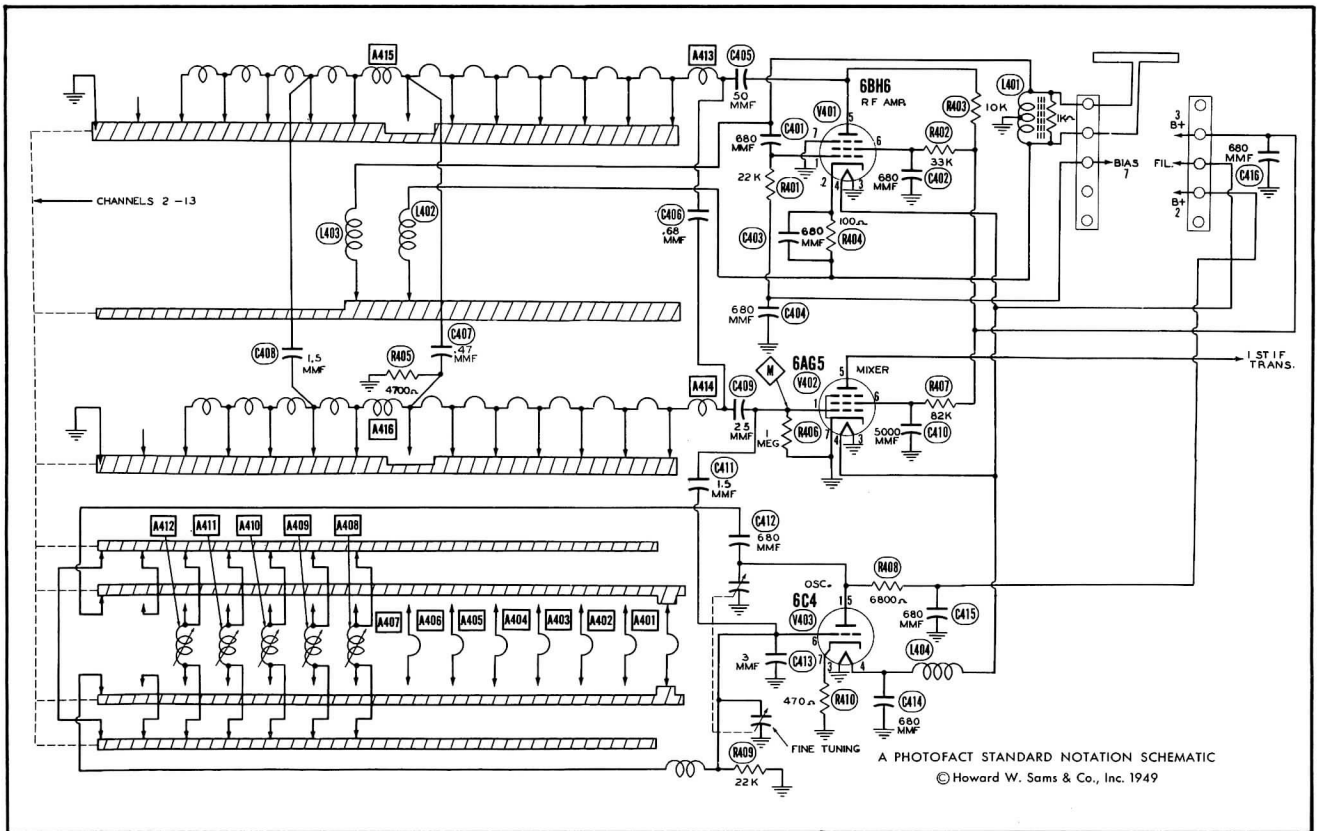 A415
A413
C405
50
MMF
6BH6
RF AMP.
V401
R403
10K
L401
1K Ω
C401
680
MMF
R402
33K
680
MMF
C402
22 K
R401
7
1
2
4
3
5
6
BIAS
7
3
B+
FIL.
B+
2
680
MMF
C416
CHANNELS 2-13
L403
L402
C406
.68
MMF
C403
680
MMF
100Ω
R404
680
MMF
C404
C408
1.5
MMF
R405
4700Ω
C407
.47
MMF
A416
A414
C409
25
MMF
M
6AG5
V402
MIXER
5
1
6
7
4
3
1 MEG
R406
R407
82K
5000
MMF
C410
1 ST IF
TRANS.
C411
1.5
MMF
A412
A411
A410
A409
A408
A407
A406
A405
A404
A403
A402
A401
C412
680
MMF
OSC.
6C4
V403
1 5
7
3
4
R408
6800Ω
680
MMF
C415
L404
3
MMF
C413
470Ω
R410
C414
680
MMF
FINE TUNING
R409
22K
A PHOTOFACT STANDARD NOTATION SCHEMATIC
© Howard W. Sams & Co., Inc. 1949